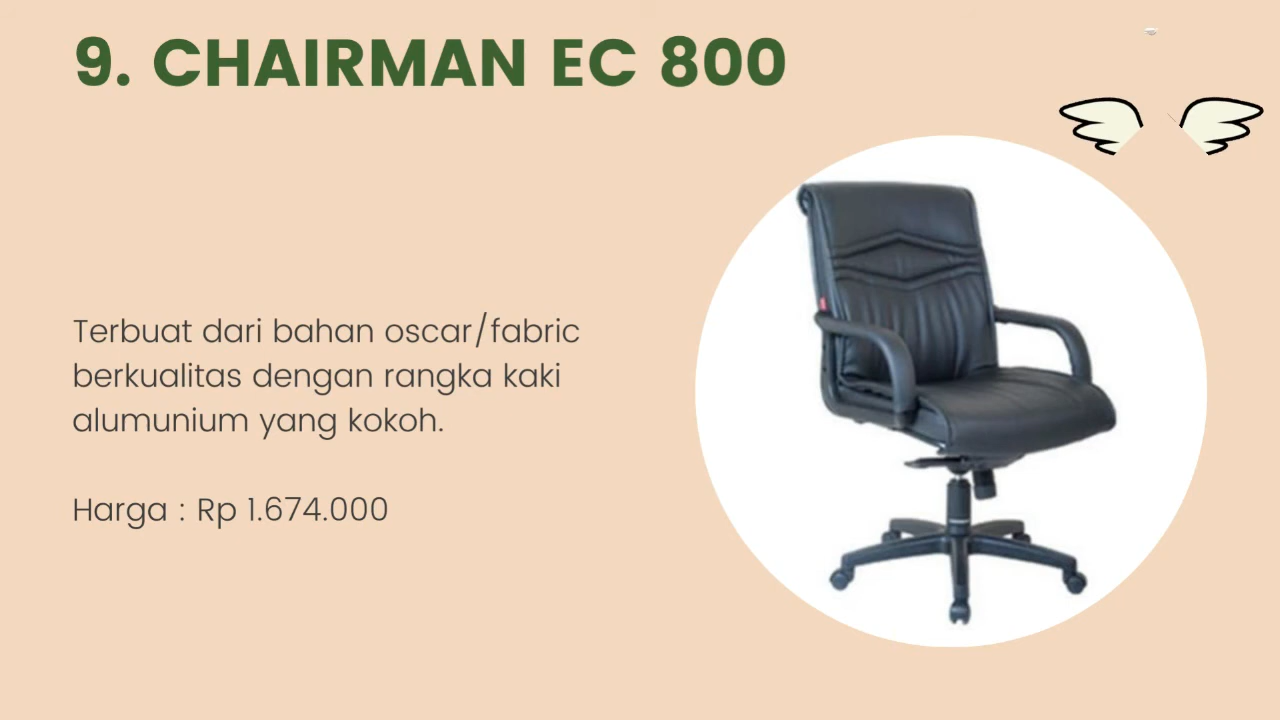 9. CHAIRMAN EC 800
Terbuat dari bahan oscar/fabric
berkualitas dengan rangka kaki
alumunium yang kokoh.
Harga : Rp 1.674.000